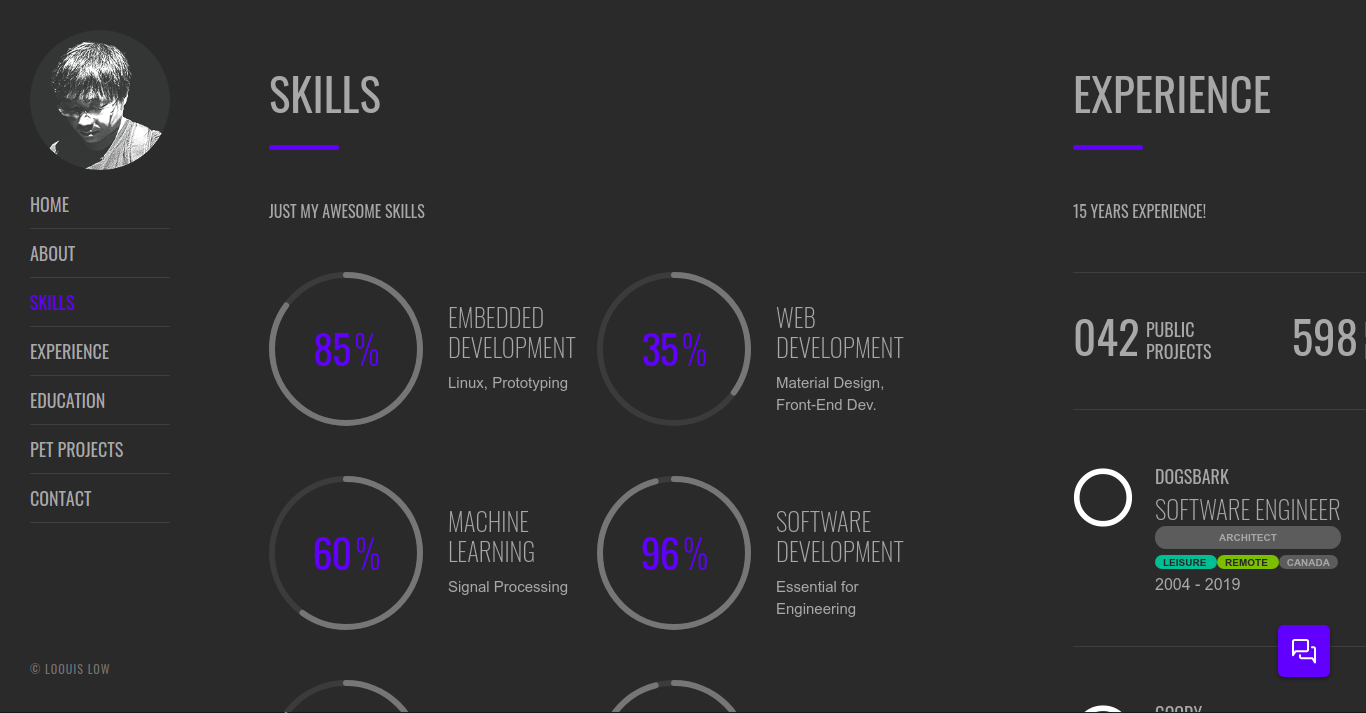 HOME
ABOUT
SKILLS
EXPERIENCE
EDUCATION
PET PROJECTS
CONTACT
© LOOUIS LOW
SKILLS
JUST MY AWESOME SKILLS
85%
EMBEDDED
DEVELOPMENT
Linux, Prototyping
35%
WEB
DEVELOPMENT
Material Design,
Front-End Dev.
60%
MACHINE
LEARNING
Signal Processing
96%
SOFTWARE
DEVELOPMENT
Essential for
Engineering
EXPERIENCE
15 YEARS EXPERIENCE!
042 PUBLIC
PROJECTS
598
DOGSBARK
SOFTWARE ENGINEER
ARCHITECT
LEISURE REMOTE CANADA
2004 - 2019